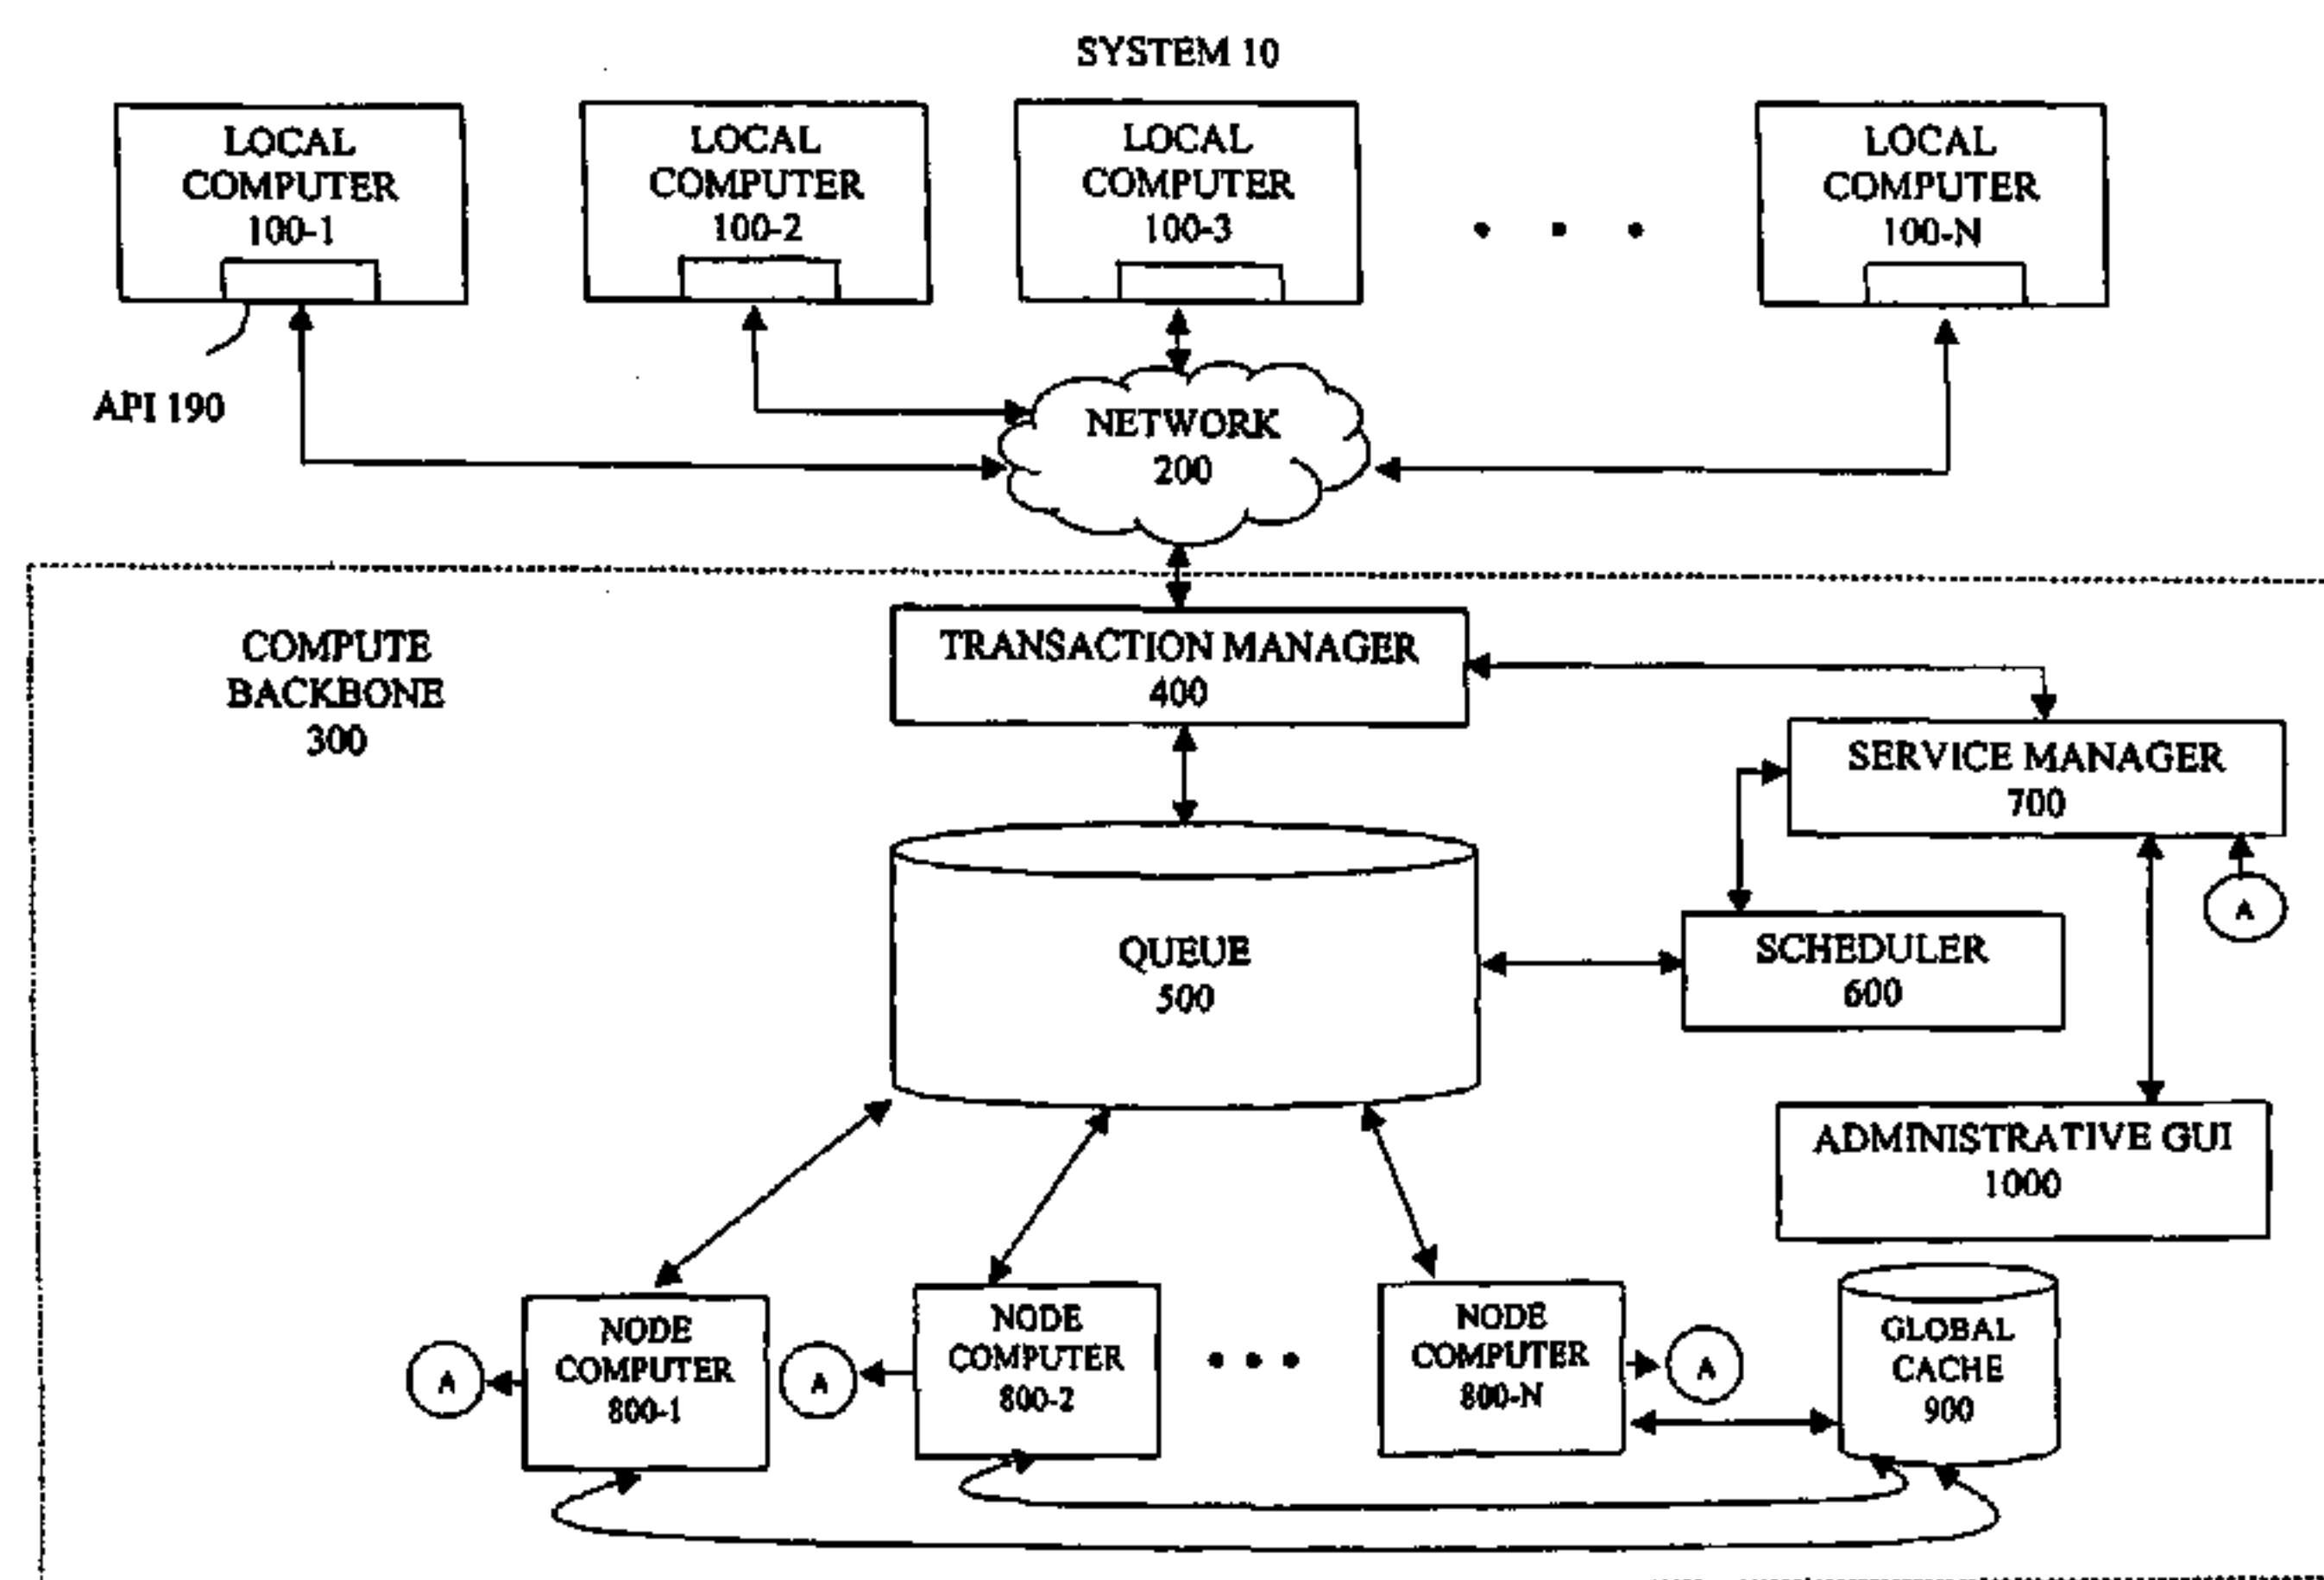 SYSTEM 10
LOCAL
COMPUTER
100-1
LOCAL
COMPUTER
100-2
LOCAL
COMPUTER
100-3
LOCAL
COMPUTER
100-N
API 190
NETWORK
200
COMPUTE
BACKBONE
300
TRANSACTION MANAGER
400
SERVICE MANAGER
700
A
QUEUE
500
SCHEDULER
600
ADMINISTRATIVE GUI
1000
A
NODE
COMPUTER
800-1
A
NODE
COMPUTER
800-2
NODE
COMPUTER
800-N
A
GLOBAL
CACHE
900